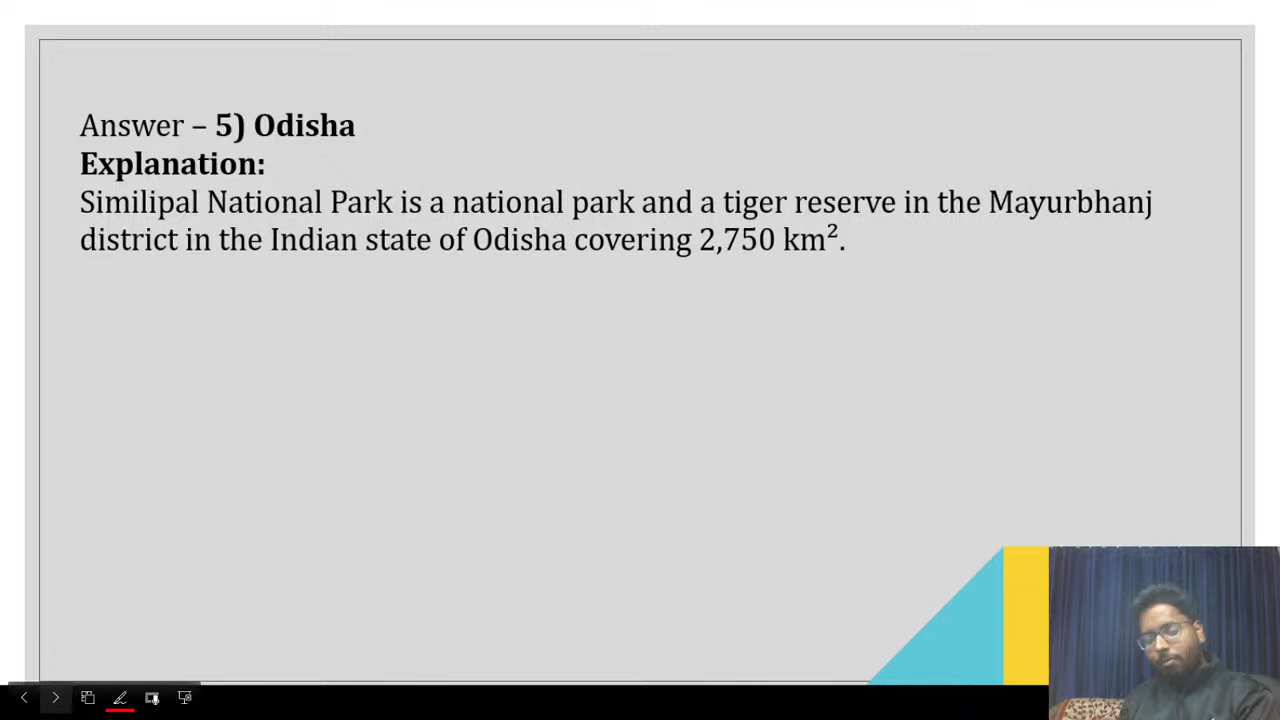 Answer – 5) Odisha
Explanation:
Similipal National Park is a national park and a tiger reserve in the Mayurbhanj
district in the Indian state of Odisha covering 2,750 km².